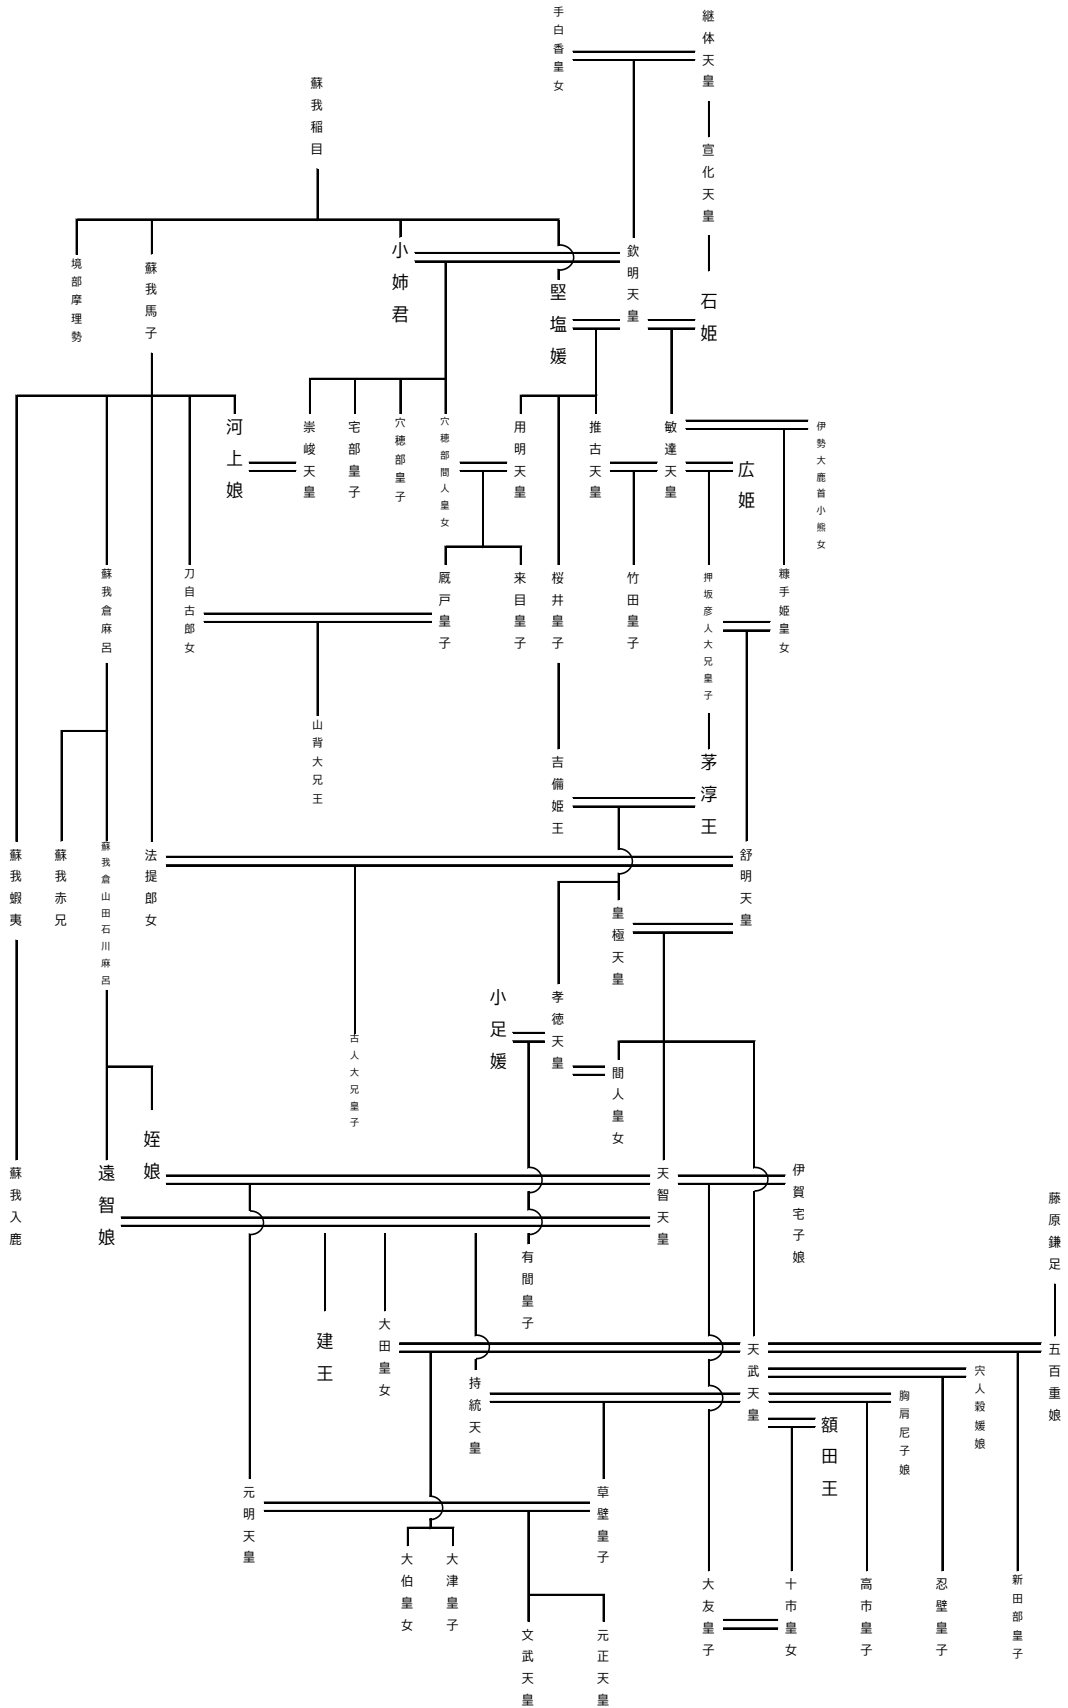 手白香皇女
継体天皇
蘇我稲目
宣化天皇
境部摩理勢
蘇我馬子
小姉君
堅塩媛
欽明天皇
石姫
河上娘
崇峻天皇
宅部皇子
穴穂部皇子
穴穂部間人皇女
用明天皇
推古天皇
敏達天皇
広姫
伊勢大鹿首小熊女
蘇我倉麻呂
刀自古郎女
厩戸皇子
来目皇子
桜井皇子
竹田皇子
押坂彦人大兄皇子
糠手姫皇女
山背大兄王
吉備姫王
茅渟王
蘇我蝦夷
蘇我赤兄
蘇我倉山田石川麻呂
法提郎女
舒明天皇
皇極天皇
小足媛
孝徳天皇
古人大兄皇子
間人皇女
姪娘
蘇我入鹿
遠智娘
天智天皇
伊賀宅子娘
藤原鎌足
有間皇子
建王
大田皇女
持統天皇
天武天皇
五百重娘
穴人穀媛娘
胸肩尼子娘
額田王
元明天皇
草壁皇子
大伯皇女
大津皇子
大友皇子
十市皇女
高市皇子
忍壁皇子
新田部皇子
文武天皇
元正天皇